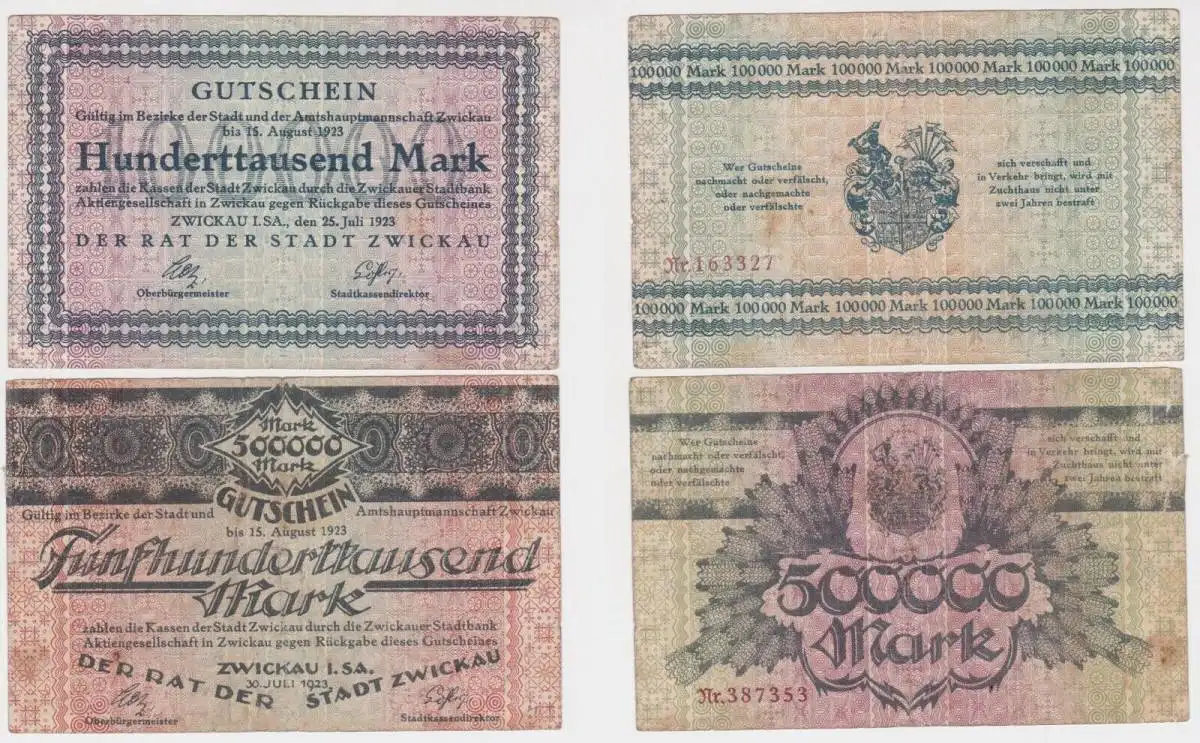 GUTSCHEIN
Gültig im Bezirke der Stadt und der Amtshauptmannschaft Zwickau
bis 15. August 1923
100000
Hunderttausend Mark
zahlen die Kassen der Stadt Zwickau durch die Zwickauer Stadtbank
Aktiengesellschaft in Zwickau gegen Rückgabe dieses Gutscheines
ZWICKAU I.SA., den 25. Juli 1923
DER RAT DER STADT ZWICKAU
Oberbürgermeister Stadtkassendirektor
100000 Mark 100000 Mark 100000 Mark 100000 Mark 100000 Mark 100000
Wer Gutscheine
nachmacht oder verfälscht,
oder nachgemachte
oder verfälschte
sich verschafft und
in Verkehr bringt, wird mit
Zuchthaus nicht unter
zwei Jahren bestraft
Nr. 163327
100000 Mark 100000 Mark 100000 Mark 100000 Mark 100000 Mark 100000
Mark
500000
Mark
GUTSCHEIN
Gültig im Bezirke der Stadt und Amtshauptmannschaft Zwickau
bis 15. August 1923
Fünfhunderttausend
Mark
zahlen die Kassen der Stadt Zwickau durch die Zwickauer Stadtbank
Aktiengesellschaft in Zwickau gegen Rückgabe dieses Gutscheines
ZWICKAU I.SA.
30. JULI 1923
DER RAT DER STADT ZWICKAU
Oberbürgermeister Stadtkassendirektor
Wer Gutscheine
nachmacht oder verfälscht,
oder nachgemachte
oder verfälschte
sich verschafft und
in Verkehr bringt, wird mit
Zuchthaus nicht unter
zwei Jahren bestraft
500000
Mark
Nr. 387353